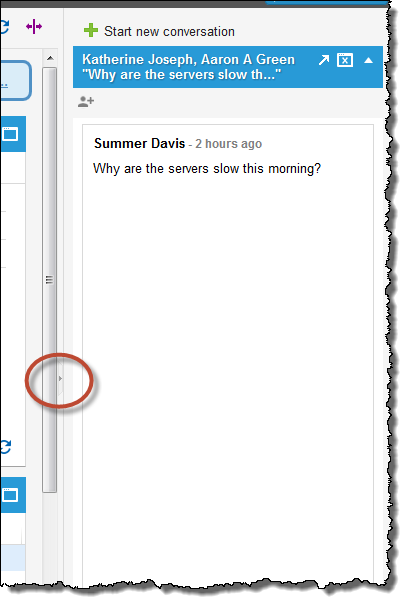 Start new conversation
Katherine Joseph, Aaron A Green
"Why are the servers slow th..."
..
Summer Davis - 2 hours ago
Why are the servers slow this morning?